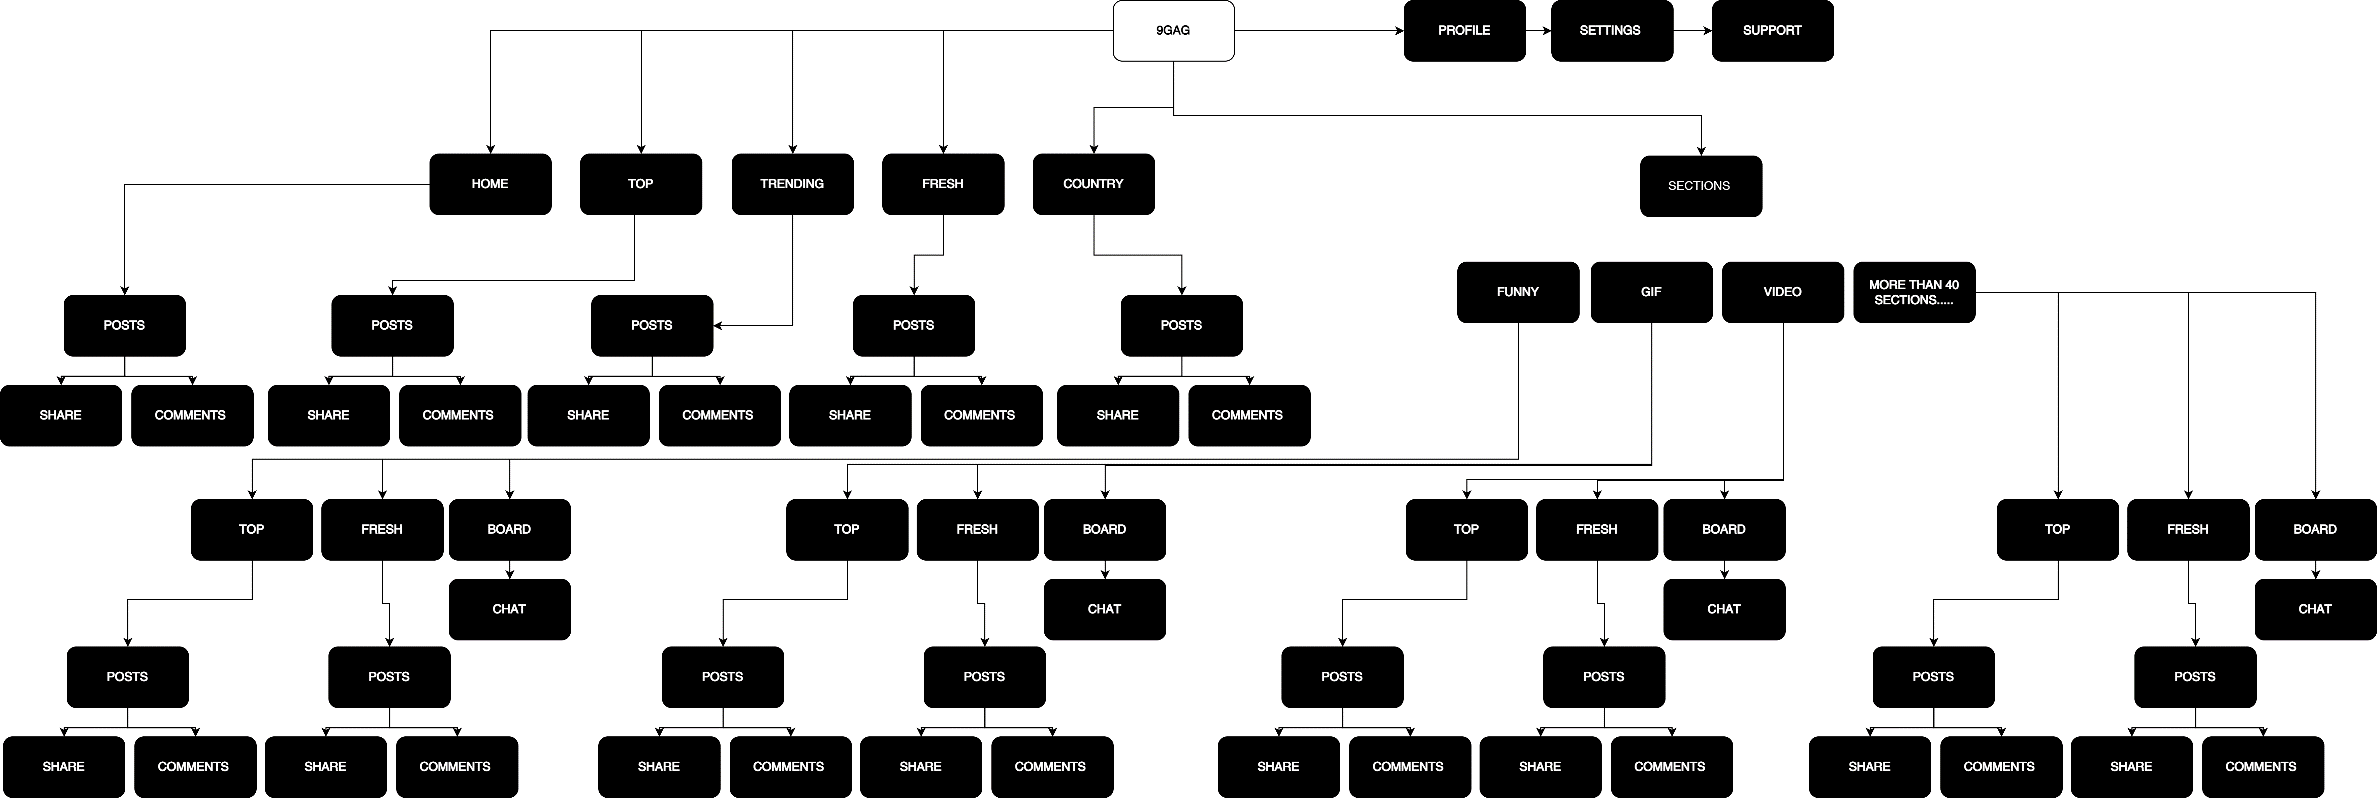 9GAG
PROFILE
SETTINGS
SUPPORT
HOME
TOP
TRENDING
FRESH
COUNTRY
SECTIONS
FUNNY
GIF
VIDEO
MORE THAN 40
SECTIONS.....
POSTS
POSTS
POSTS
POSTS
POSTS
SHARE
COMMENTS
SHARE
COMMENTS
SHARE
COMMENTS
SHARE
COMMENTS
SHARE
COMMENTS
TOP
FRESH
BOARD
TOP
FRESH
BOARD
TOP
FRESH
BOARD
TOP
FRESH
BOARD
CHAT
CHAT
CHAT
CHAT
POSTS
POSTS
POSTS
POSTS
POSTS
POSTS
POSTS
POSTS
SHARE
COMMENTS
SHARE
COMMENTS
SHARE
COMMENTS
SHARE
COMMENTS
SHARE
COMMENTS
SHARE
COMMENTS
SHARE
COMMENTS
SHARE
COMMENTS